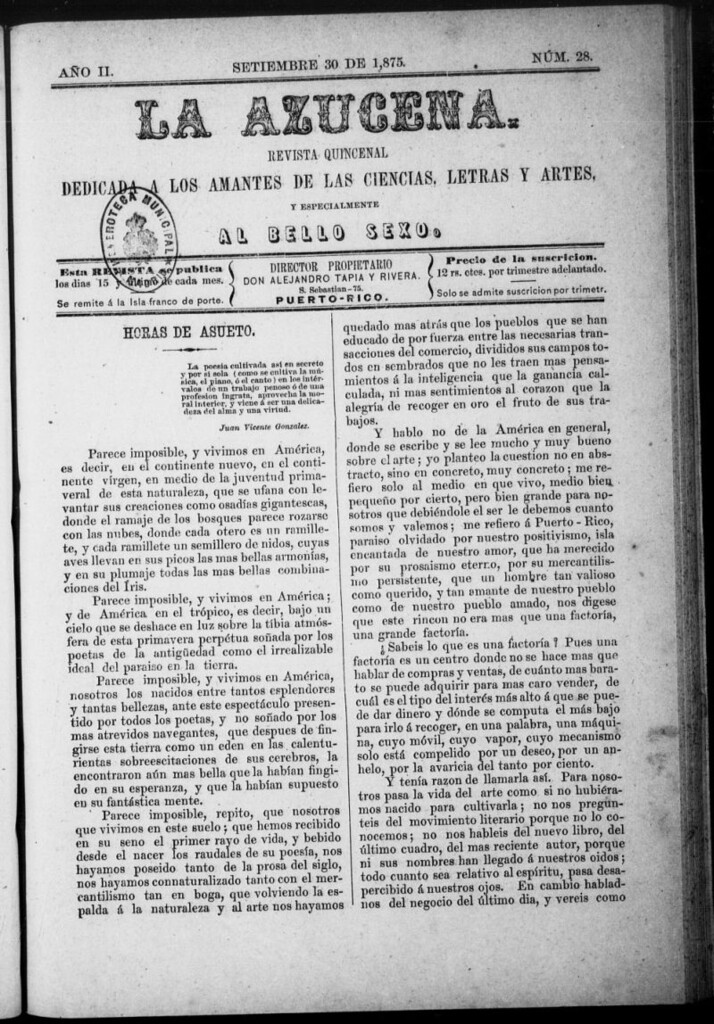 AÑO II.
SETIEMBRE 30 DE 1,875.
NÚM. 28.
LA AZUCENA.
REVISTA QUINCENAL
DEDICADA A LOS AMANTES DE LAS CIENCIAS, LETRAS Y ARTES,
Y ESPECIALMENTE
AL BELLO SEXO.
HEMEROTECA MUNICIPAL
Esta REVISTA se publica
los dias 15 y último de cada mes.
Se remite á la Isla franco de porte.
DIRECTOR PROPIETARIO
DON ALEJANDRO TAPIA Y RIVERA.
S. Sebastian-75.
PUERTO-RICO.
Precio de la suscricion.
12 rs. ctos. por trimestre adelantado.
Solo se admite suscricion por trimetr.
HORAS DE ASUETO.
La poesia cultivada asi en secreto
y por si sola (como se cultiva la mú-
sica, el piano, ó el canto) en los intér-
valos de un trabajo penoso ó de una
profesion ingrata, aprovecha la mo-
ral interior, y viene á ser una delica-
deza del alma y una virtud.
Juan Vicente Gonzalez.
Parece imposible, y vivimos en América,
es decir, en el continente nuevo, en el conti-
nente vírgen, en medio de la juventud prima-
veral de esta naturaleza, que se ufana con le-
vantar sus creaciones como osadías gigantescas,
donde el ramaje de los bosques parece rozarse
con las nubes, donde cada otero es un ramille-
te, y cada ramillete un semillero de nidos, cuyas
aves llevan en sus picos las mas bellas armonías,
y en su plumaje todas las mas bellas combina-
ciones del Íris.
Parece imposible, y vivimos en América;
y de América en el trópico, es decir, bajo un
cielo que se deshace en luz sobre la tibia atmós-
fera de esta primavera perpétua soñada por los
poetas de la antigüedad como el irrealizable
ideal del paraiso en la tierra.
Parece imposible, y vivimos en América,
nosotros los nacidos entre tantos esplendores
y tantas bellezas, ante este espectáculo presen-
tido por todos los poetas, y no soñado por los
mas atrevidos navegantes, que despues de fin-
girse esta tierra como un eden en las calentu-
rientas sobreescitaciones de sus cerebros, la
encontraron aún mas bella que la habían fingi-
do en su esperanza, y que la habían supuesto
en su fantástica mente.
Parece imposible, repito, que nosotros
que vivimos en este suelo; que hemos recibido
en su seno el primer rayo de vida, y bebido
desde el nacer los raudales de su poesía, nos
hayamos poseido tanto de la prosa del siglo,
nos hayamos connaturalizado tanto con el mer-
cantilismo tan en boga, que volviendo la es-
palda á la naturaleza y al arte nos hayamos
quedado mas atrás que los pueblos que se han
educado de por fuerza entre las necesarias tran-
sacciones del comercio, divididos sus campos to-
dos en sembrados que no les traen mas pensa-
mientos á la inteligencia que la ganancia cal-
culada, ni mas sentimientos al corazon que la
alegria de recoger en oro el fruto de sus tra-
bajos.
Y hablo no de la América en general,
donde se escribe y se lee mucho y muy bueno
sobre el arte; yo planteo la cuestion no en abs-
tracto, sino en concreto, muy concreto; me re-
fiero solo al medio en que vivo, medio bien
pequeño por cierto, pero bien grande para no-
sotros que debiéndole el ser le debemos cuanto
somos y valemos; me refiero á Puerto-Rico,
paraiso olvidado por nuestro positivismo, isla
encantada de nuestro amor, que ha merecido
por su prosaismo eterno, por su mercantilis-
mo persistente, que un hombre tan valioso
como querido, y tan amante de nuestro pueblo
como de nuestro pueblo amado, nos digese
que este rincon no era mas que una factoría,
una grande factoría.
¿Sabeis lo que es una factoría? Pues una
factoría es un centro donde no se hace mas que
hablar de compras y ventas, de cuánto mas bara-
to se puede adquirir para mas caro vender, de
cuál es el tipo del interés más alto á que se pue-
de dar dinero y dónde se computa el más bajo
para irlo á recoger, en una palabra, una máqui-
na, cuyo móvil, cuyo vapor, cuyo mecanismo
solo está compelido por un deseo, por un an-
helo, por la avaricia del tanto por ciento.
Y tenía razon de llamarla así. Para noso-
tros pasa la vida del arte como si no hubiéra-
mos nacido para cultivarla; no nos pregún-
teis del movimiento literario porque no lo co-
nocemos; no nos hableis del nuevo libro, del
último cuadro, del mas reciente autor, porque
ni sus nombres han llegado á nuestros oidos;
todo cuanto sea relativo al espíritu, pasa desa-
percibido á nuestros ojos. En cambio hablad-
nos del negocio del último dia, y vereis como